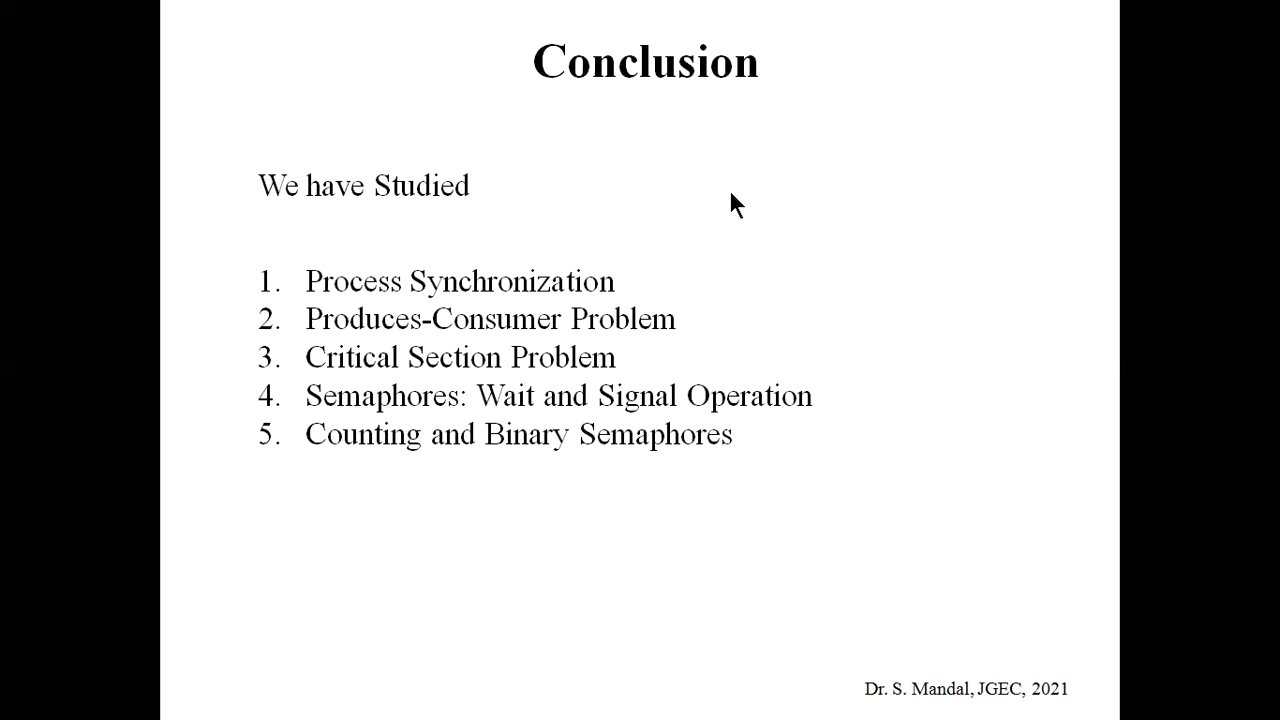 Conclusion
We have Studied
1. Process Synchronization
2. Produces-Consumer Problem
3. Critical Section Problem
4. Semaphores: Wait and Signal Operation
5. Counting and Binary Semaphores
Dr. S. Mandal, JGEC, 2021